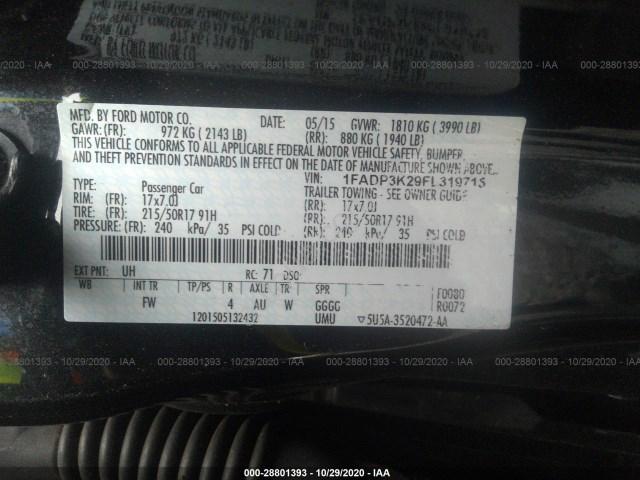 000-28801393 - 10/29/2020 - IAA
MFD. BY FORD MOTOR CO. DATE: 05/15 GVWR: 1810 KG ( 3990 LB)
GAWR: (FR) 972 KG ( 2143 LB) (RR): 880 KG ( 1940 LB)
THIS VEHICLE CONFORMS TO ALL APPLICABLE FEDERAL MOTOR VEHICLE SAFETY, BUMPER,
AND THEFT PREVENTION STANDARDS IN EFFECT ON THE DATE OF MANUFACTURE SHOWN ABOVE.
VIN: 1FADP3K29FL319715
TYPE: Passenger Car TRAILER TOWING - SEE OWNER GUIDE
RIM: (FR) 17x7.0J 17x7.0J
TIRE: (FR) 215/50R17 91H 215/50R17 91H
PRESSURE: (FR) 240 kPa/ 35 PSI COLD (RR) 240 kPa/ 35 PSI COLD
EXT PNT: UH RC: 71 DSO:
WB INT TR TP/PS R AXLE TR SPR F0080
FW 4 AU W GGGG R0072
1201505132432 UMU 5U5A-3520472-AA
000-28801393 - 10/29/2020 - IAA